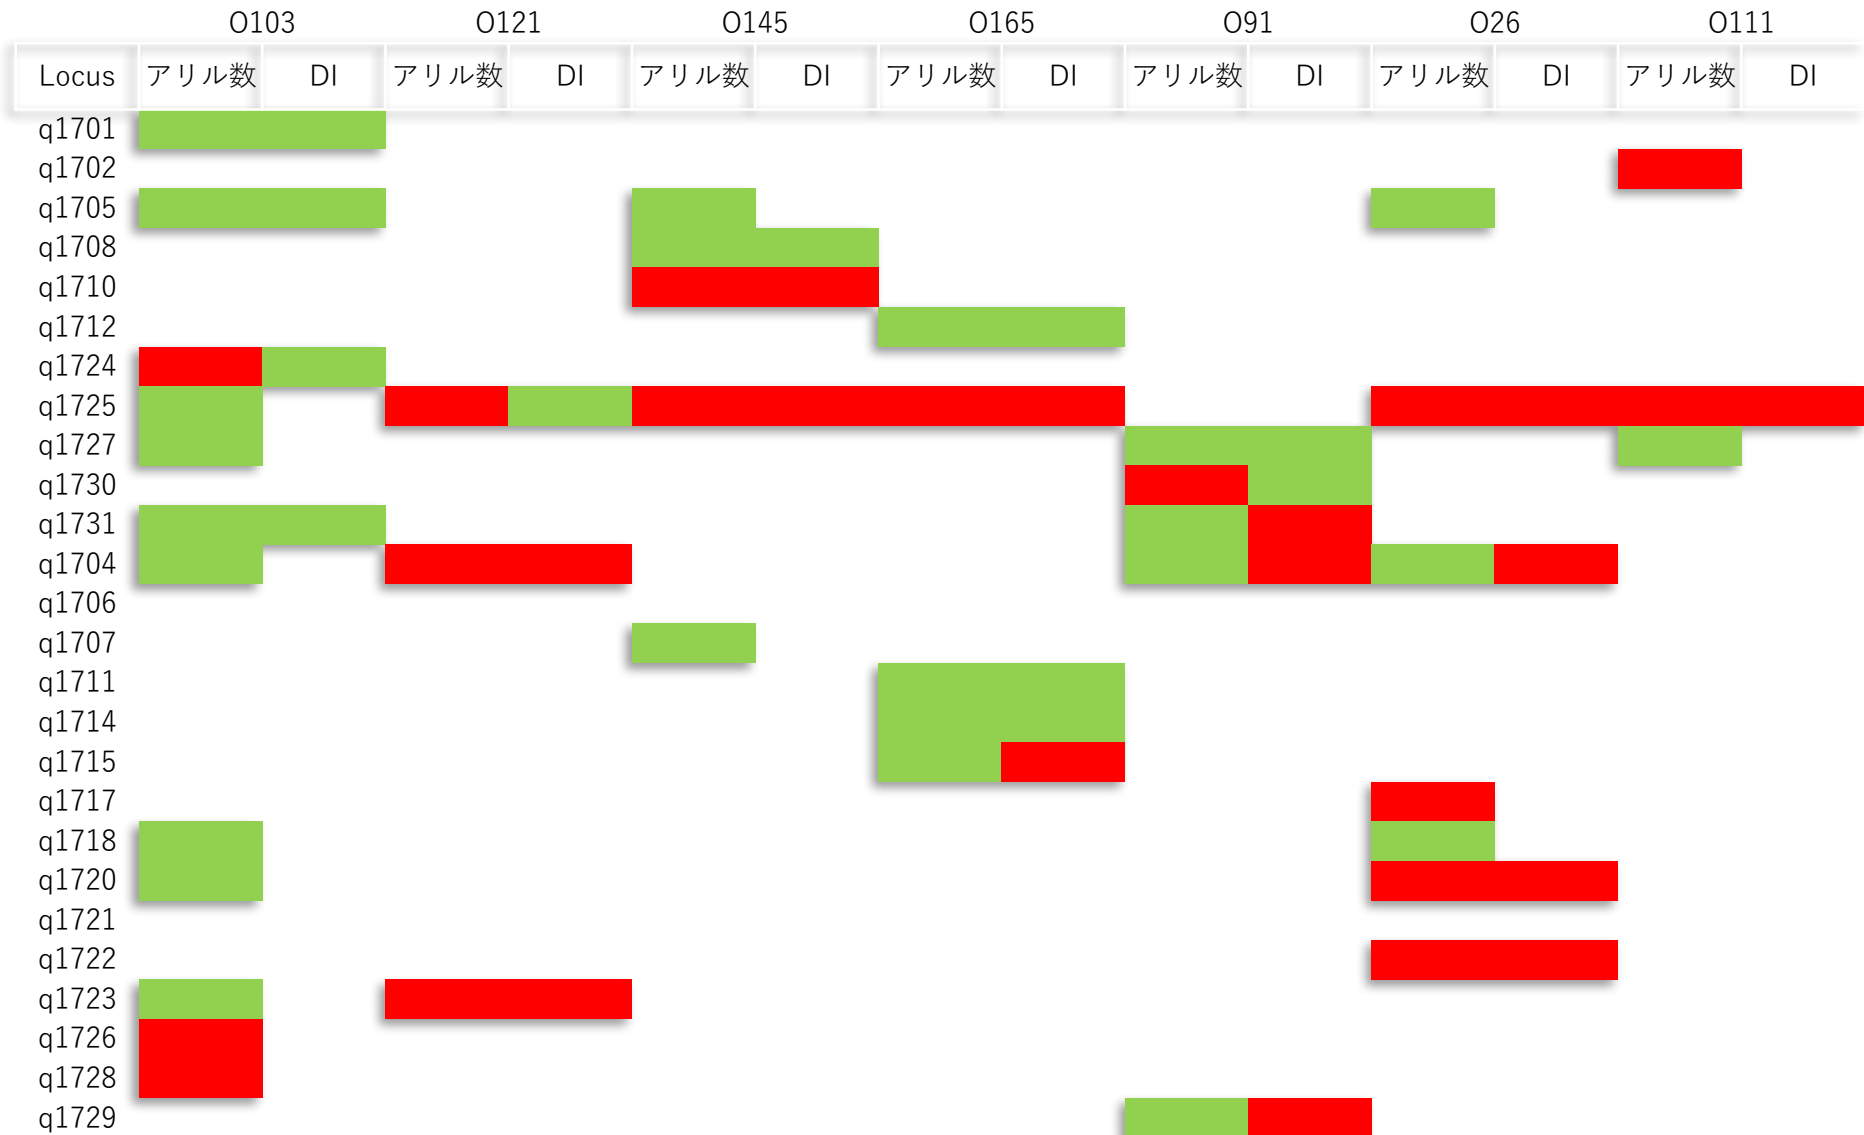 O103 O121 O145 O165 O91 O26 O111
Locus アリル数 DI アリル数 DI アリル数 DI アリル数 DI アリル数 DI アリル数 DI アリル数 DI
q1701
q1702
q1705
q1708
q1710
q1712
q1724
q1725
q1727
q1730
q1731
q1704
q1706
q1707
q1711
q1714
q1715
q1717
q1718
q1720
q1721
q1722
q1723
q1726
q1728
q1729